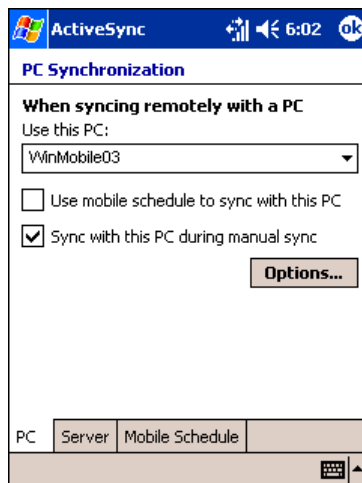 ActiveSync 6:02 ok
PC Synchronization
When syncing remotely with a PC
Use this PC:
WinMobile03
Use mobile schedule to sync with this PC
Sync with this PC during manual sync
Options...
PC Server Mobile Schedule